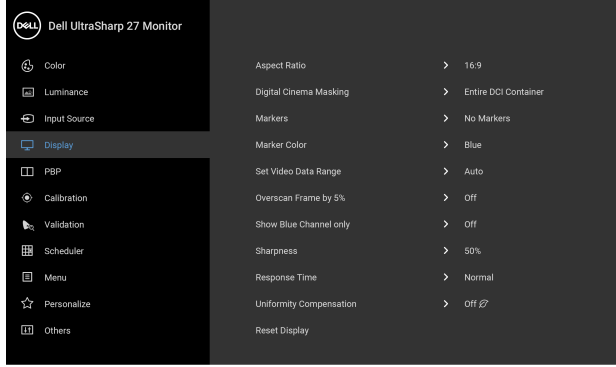 DELL Dell UltraSharp 27 Monitor
Color
Luminance
Input Source
Display
PBP
Calibration
Validation
Scheduler
Menu
Personalize
Others
Aspect Ratio > 16:9
Digital Cinema Masking > Entire DCI Container
Markers > No Markers
Marker Color > Blue
Set Video Data Range > Auto
Overscan Frame by 5% > Off
Show Blue Channel only > Off
Sharpness > 50%
Response Time > Normal
Uniformity Compensation > Off
Reset Display